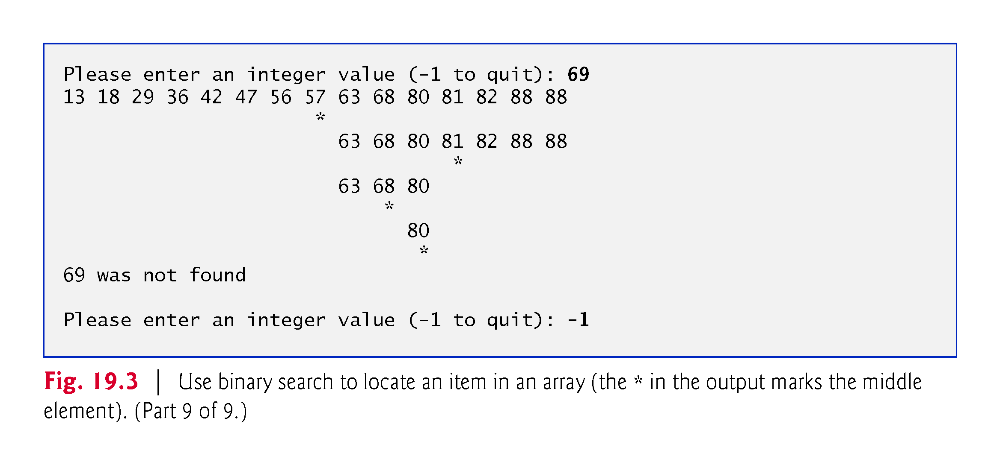 Please enter an integer value (-1 to quit): 69
13 18 29 36 42 47 56 57 63 68 80 81 82 88 88
*
63 68 80 81 82 88 88
*
63 68 80
*
80
*
69 was not found
Please enter an integer value (-1 to quit): -1
Fig. 19.3 | Use binary search to locate an item in an array (the * in the output marks the middle
element). (Part 9 of 9.)